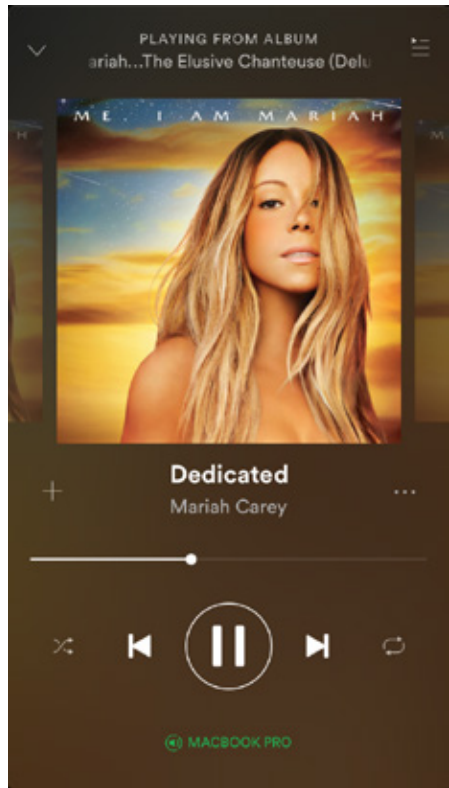 PLAYING FROM ALBUM
ariah...The Elusive Chanteuse (Delu
ME. I AM MARIAH
H
M
Dedicated
Mariah Carey
MACBOOK PRO